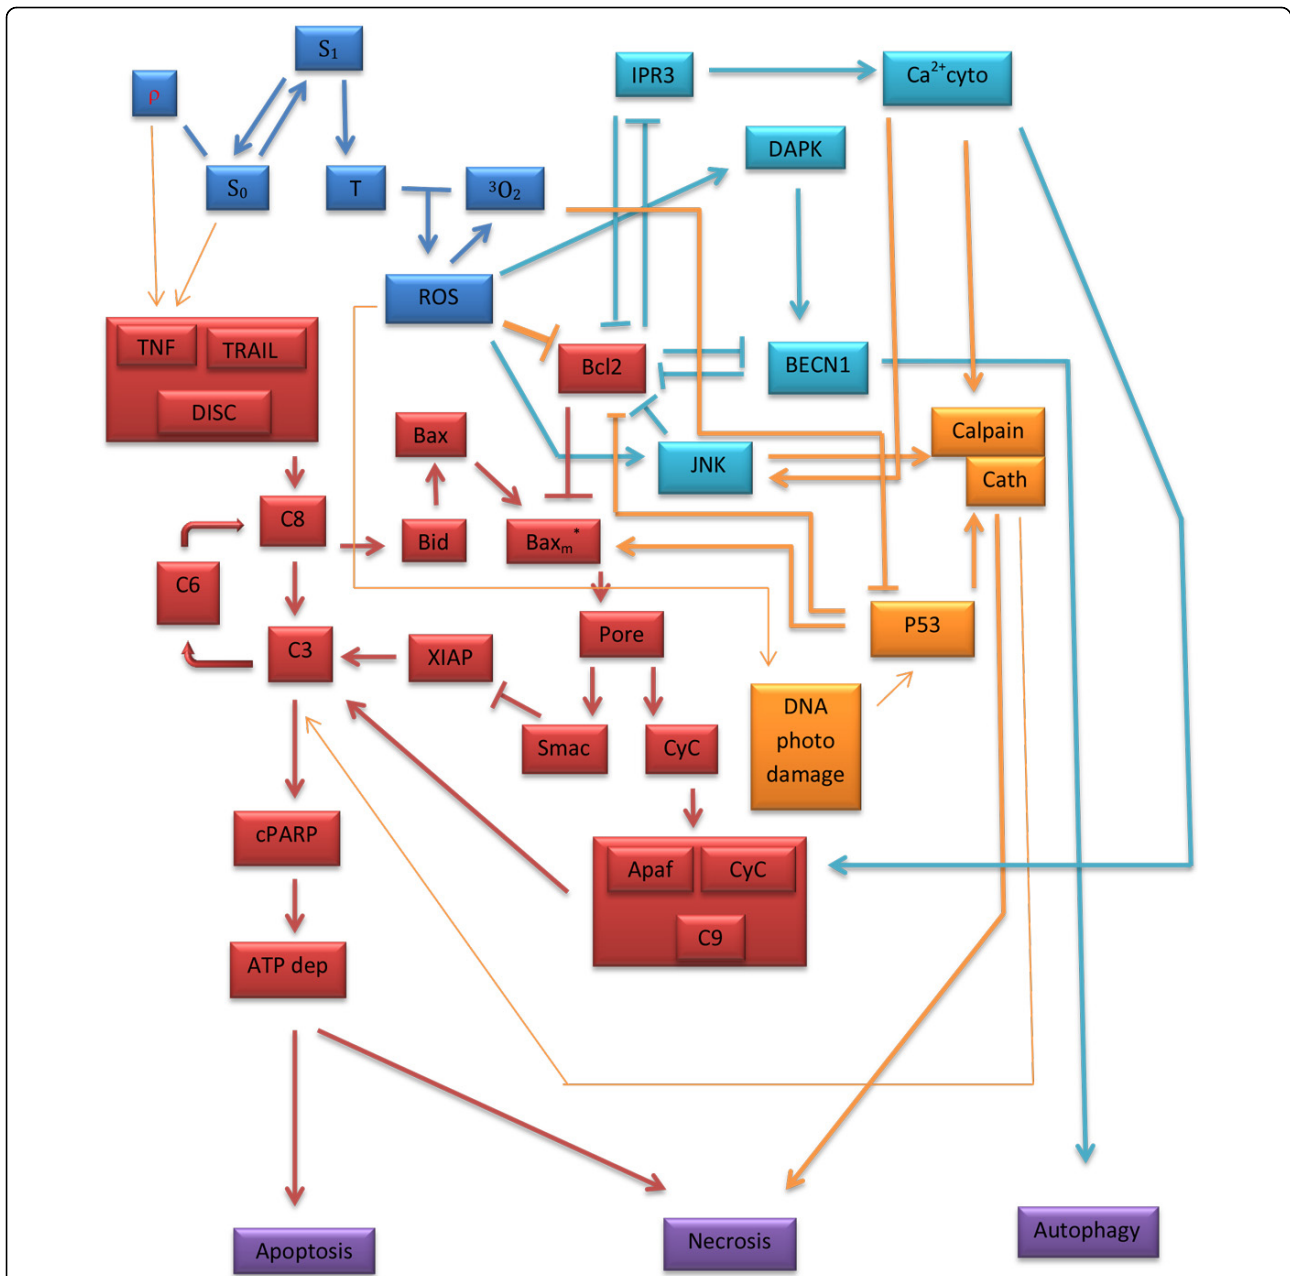 S₁
IPR3
Ca²⁺cyto
ρ
DAPK
S₀
T
³O₂
ROS
TNF
TRAIL
Bcl2
BECN1
DISC
Bax
Calpain
JNK
Cath
C8
Bid
Baxₘ*
C6
P53
Pore
C3
XIAP
DNA
photo
damage
Smac
CyC
cPARP
Apaf
CyC
C9
ATP dep
Autophagy
Necrosis
Apoptosis